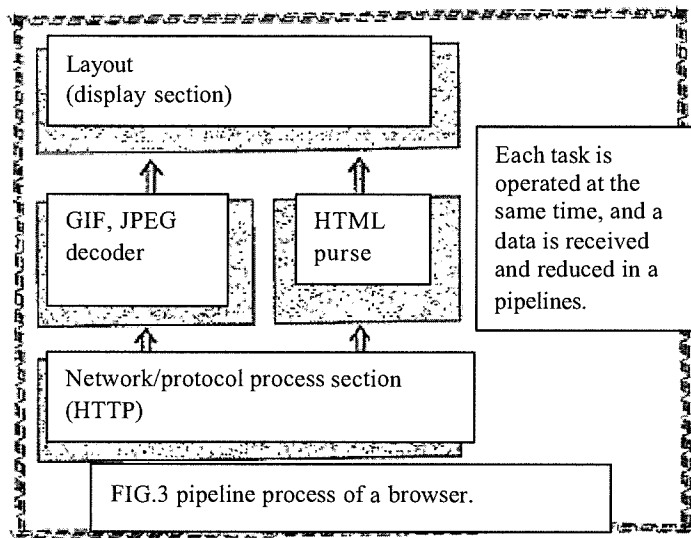 Layout
(display section)
GIF, JPEG
decoder
HTML
purse
Each task is
operated at the
same time, and a
data is received
and reduced in a
pipelines.
Network/protocol process section
(HTTP)
FIG.3 pipeline process of a browser.